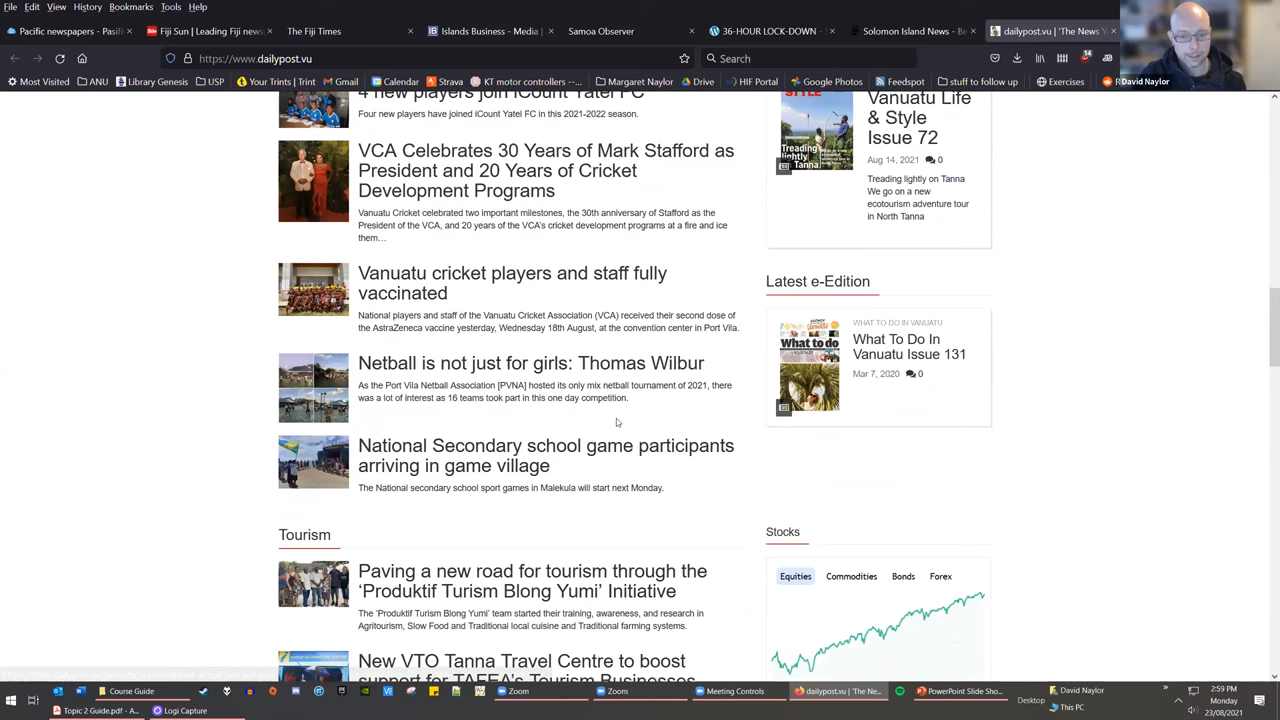 File Edit View History Bookmarks Tools Help
Pacific newspapers - Pasifi
Fiji Sun | Leading Fiji news
The Fiji Times
Islands Business - Media |
Samoa Observer
36-HOUR LOCK-DOWN -
Solomon Island News - Be
dailypost.vu | 'The News Y
https://www.dailypost.vu
Search
14
Most Visited ANU Library Genesis Your Trints | Trint Gmail Calendar Strava KT motor controllers -... Margaret Naylor Drive HIF Portal Google Photos Feedspot stuff to follow up Exercises
David Naylor
4 new players join iCount Yatel FC
Four new players have joined iCount Yatel FC in this 2021-2022 season.
VCA Celebrates 30 Years of Mark Stafford as
President and 20 Years of Cricket
Development Programs
Vanuatu Cricket celebrated two important milestones, the 30th anniversary of Stafford as the
President of the VCA, and 20 years of the VCA's cricket development programs at a fire and ice
them…
Vanuatu cricket players and staff fully
vaccinated
National players and staff of the Vanuatu Cricket Association (VCA) received their second dose of
the AstraZeneca vaccine yesterday, Wednesday 18th August, at the convention center in Port Vila.
Netball is not just for girls: Thomas Wilbur
As the Port Vila Netball Association [PVNA] hosted its only mix netball tournament of 2021, there
was a lot of interest as 16 teams took part in this one day competition.
National Secondary school game participants
arriving in game village
The National secondary school sport games in Malekula will start next Monday.
Tourism
Paving a new road for tourism through the
'Produktif Turism Blong Yumi' Initiative
The 'Produktif Turism Blong Yumi' team started their training, awareness, and research in
Agritourism, Slow Food and Traditional local cuisine and Traditional farming systems.
New VTO Tanna Travel Centre to boost
support for TAFEA's Tourism Businesses
STYLE
Treading
lightly on
Tanna
Vanuatu Life
& Style
Issue 72
Aug 14, 2021 0
Treading lightly on Tanna
We go on a new
ecotourism adventure tour
in North Tanna
Latest e-Edition
What to do
WHAT TO DO IN VANUATU
What To Do In
Vanuatu Issue 131
Mar 7, 2020 0
Stocks
Equities Commodities Bonds Forex
Course Guide
Zoom
Zoom
Meeting Controls
dailypost.vu | 'The Ne...
PowerPoint Slide Sho...
Desktop
David Naylor
This PC
Topic 2 Guide.pdf - A...
Logi Capture
2:59 PM
Monday
23/08/2021